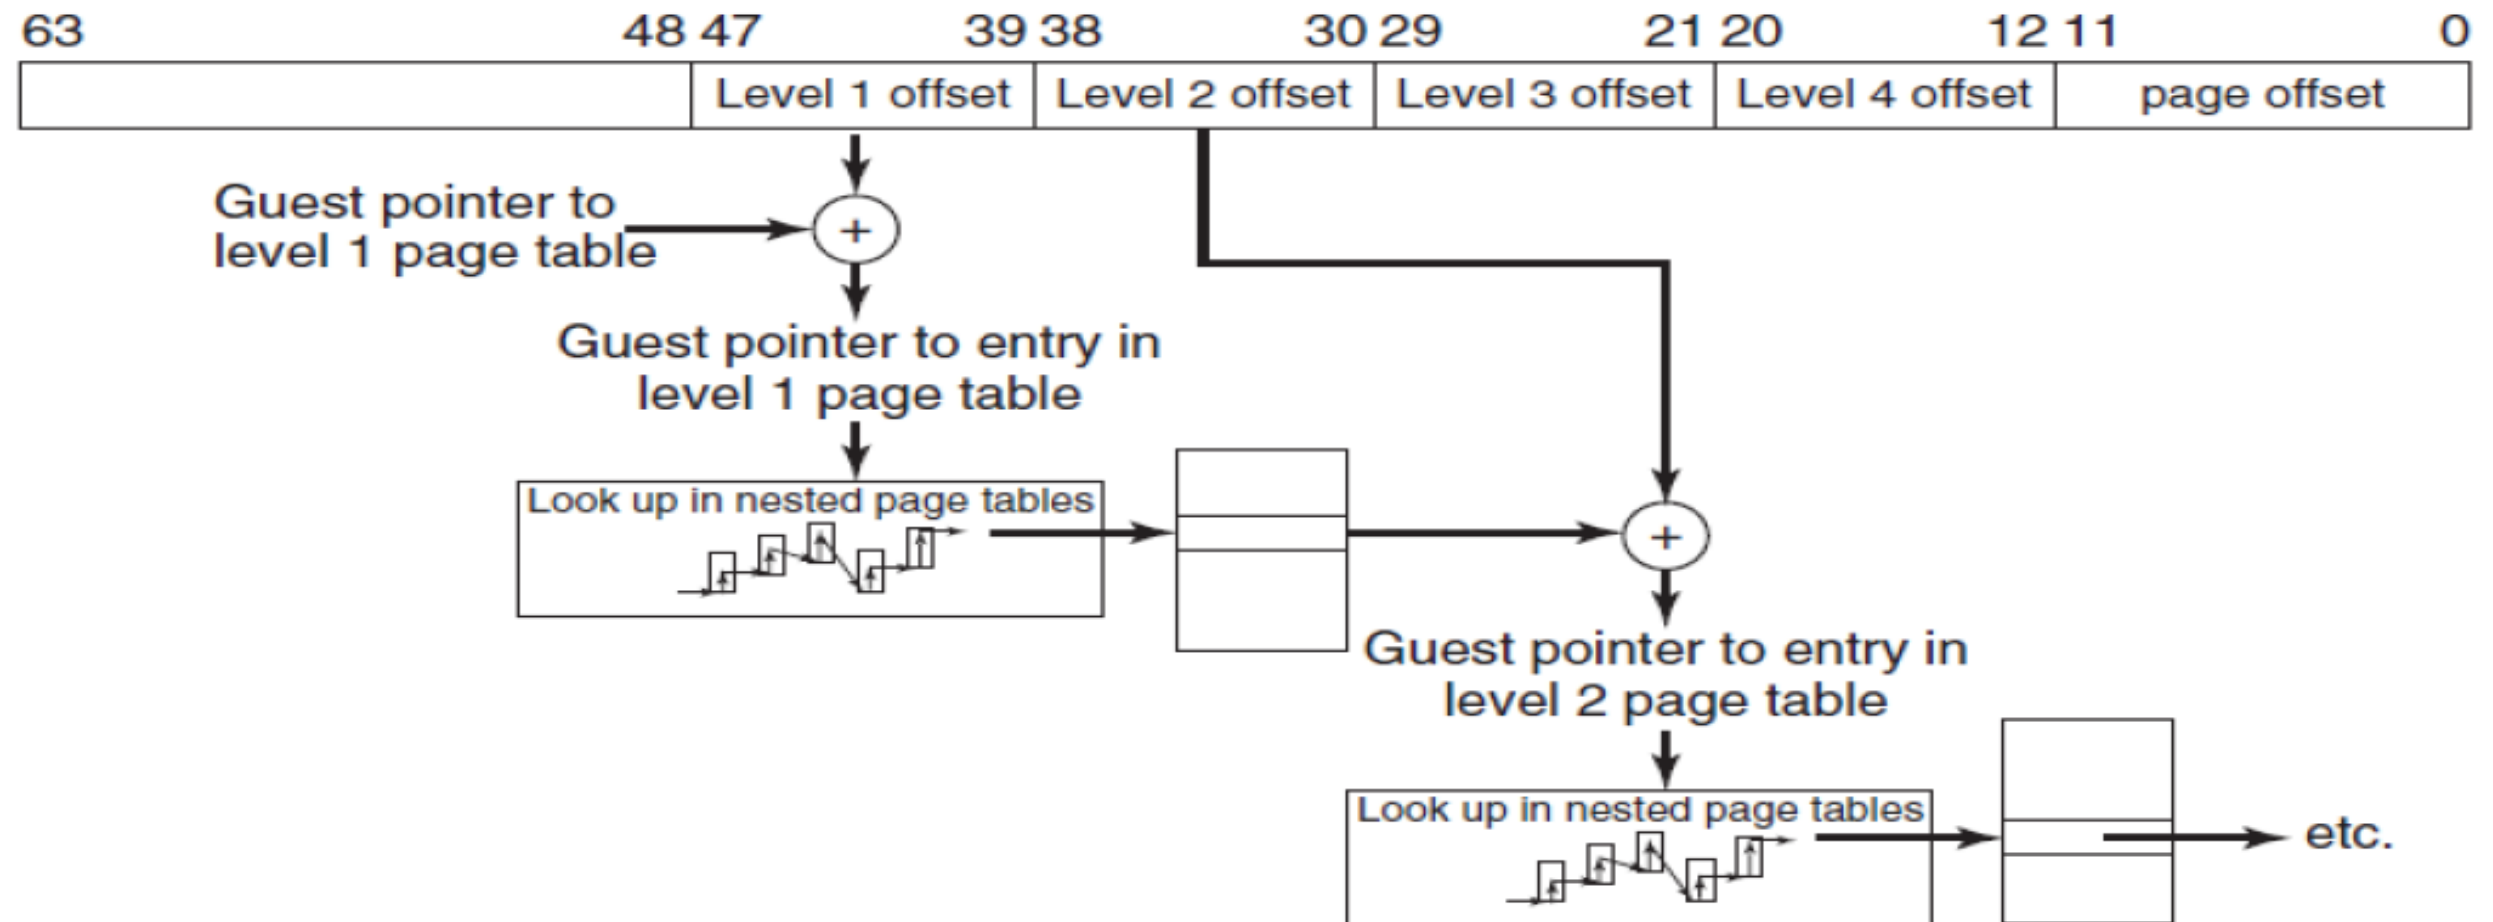 63 48 47 39 38 30 29 21 20 12 11 0
Level 1 offset Level 2 offset Level 3 offset Level 4 offset page offset
Guest pointer to
level 1 page table
+
Guest pointer to entry in
level 1 page table
Look up in nested page tables
+
Guest pointer to entry in
level 2 page table
Look up in nested page tables
etc.